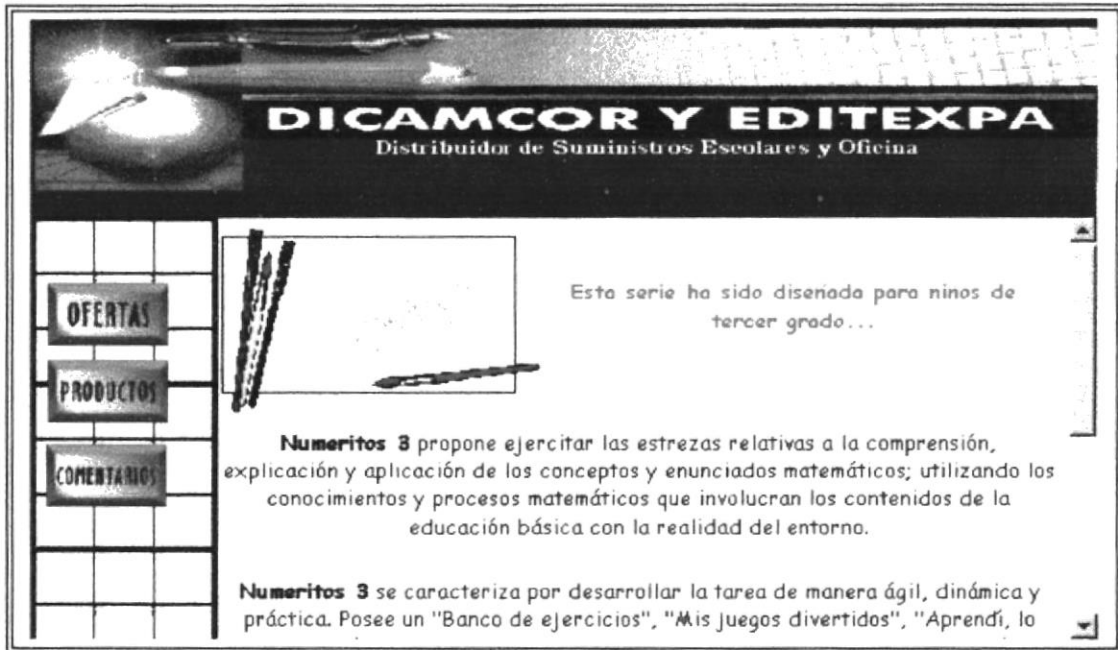 DICAMCOR Y EDITEXPA
Distribuidor de Suministros Escolares y Oficina
OFERTAS
PRODUCTOS
COMENTARIOS
Esta serie ha sido disenada para ninos de
tercer grado...
Numeritos 3 propone ejercitar las estrezas relativas a la comprensión,
explicación y aplicación de los conceptos y enunciados matemáticos; utilizando los
conocimientos y procesos matemáticos que involucran los contenidos de la
educación básica con la realidad del entorno.
Numeritos 3 se caracteriza por desarrollar la tarea de manera ágil, dinámica y
práctica. Posee un "Banco de ejercicios", "Mis juegos divertidos", "Aprendí, lo